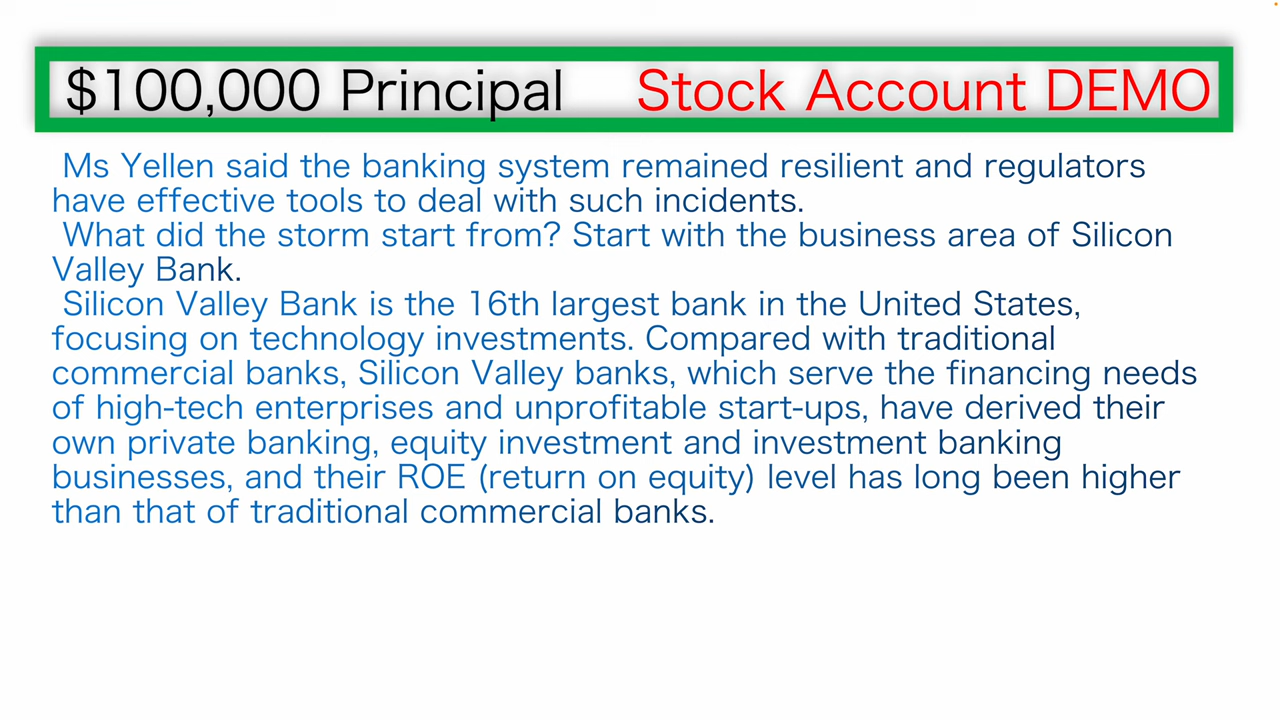 $100,000 Principal Stock Account DEMO
Ms Yellen said the banking system remained resilient and regulators
have effective tools to deal with such incidents.
What did the storm start from? Start with the business area of Silicon
Valley Bank.
Silicon Valley Bank is the 16th largest bank in the United States,
focusing on technology investments. Compared with traditional
commercial banks, Silicon Valley banks, which serve the financing needs
of high-tech enterprises and unprofitable start-ups, have derived their
own private banking, equity investment and investment banking
businesses, and their ROE (return on equity) level has long been higher
than that of traditional commercial banks.